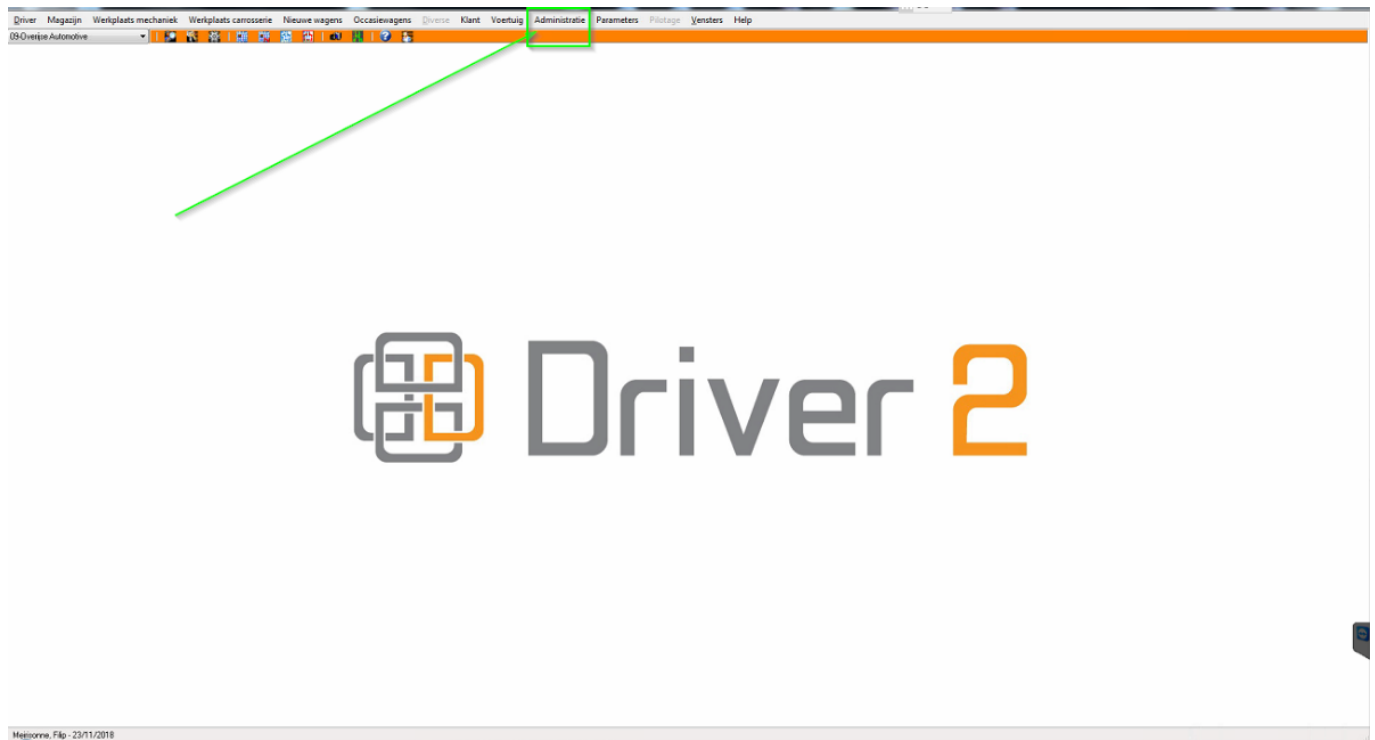 Driver Magazijn Werkplaats mechaniek Werkplaats carrosserie Nieuwe wagens Occasiewagens Diverse Klant Voertuig Administratie Parameters Pilotage Vensters Help
09-Overijse Automotive
Driver 2
Meirsonne, Filip - 23/11/2018